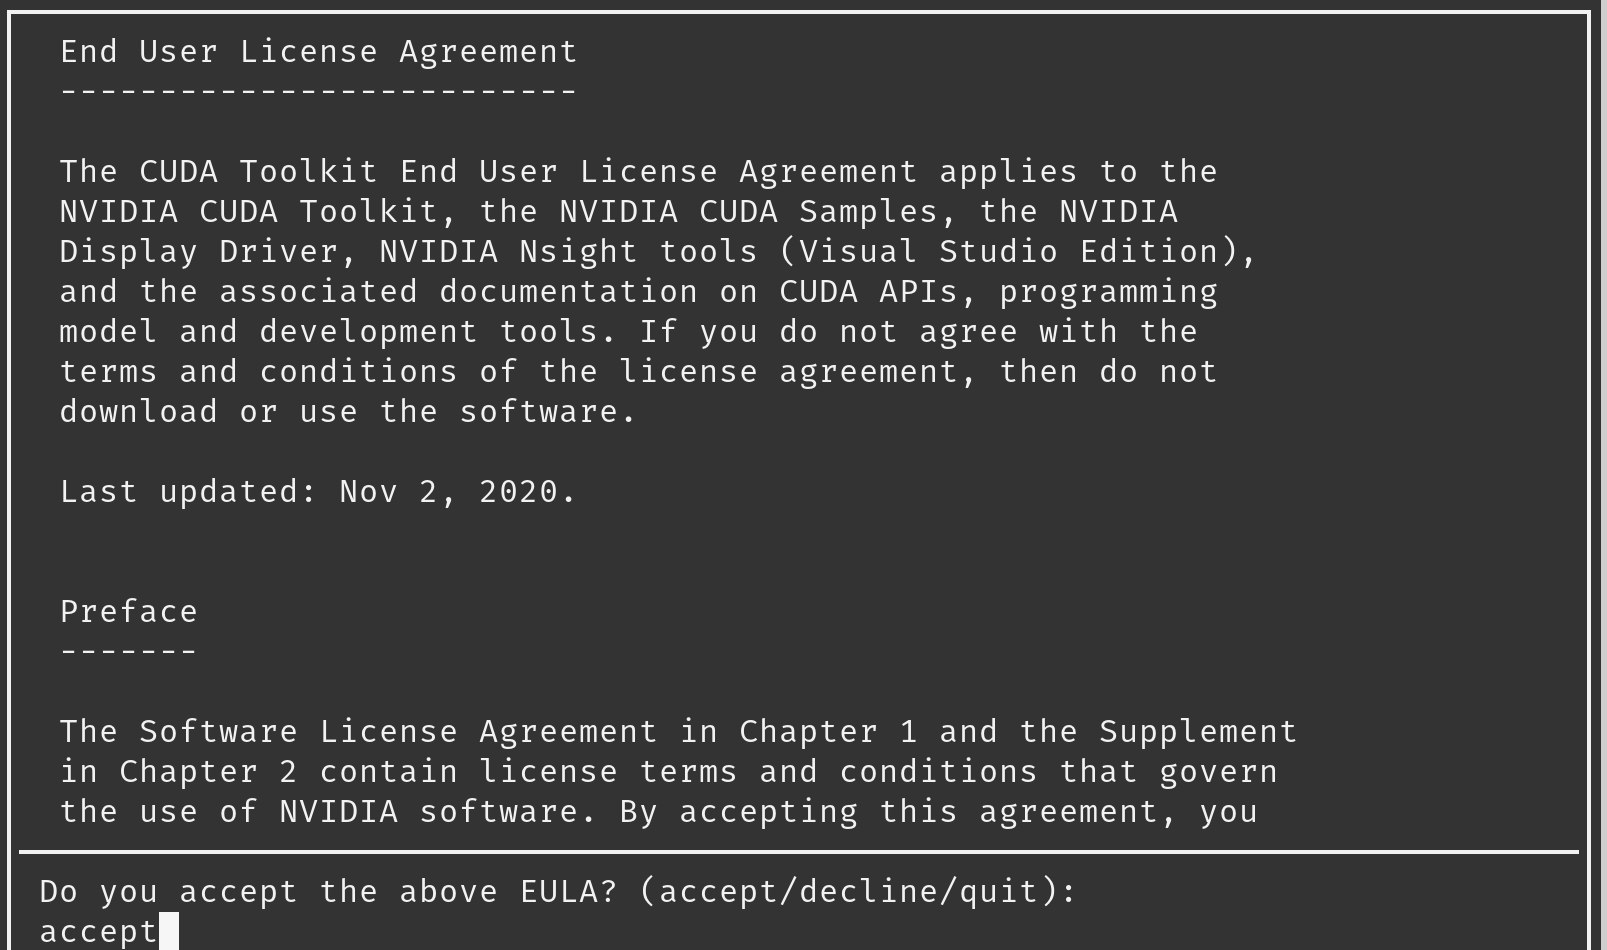 End User License Agreement
--------------------------
The CUDA Toolkit End User License Agreement applies to the
NVIDIA CUDA Toolkit, the NVIDIA CUDA Samples, the NVIDIA
Display Driver, NVIDIA Nsight tools (Visual Studio Edition),
and the associated documentation on CUDA APIs, programming
model and development tools. If you do not agree with the
terms and conditions of the license agreement, then do not
download or use the software.
Last updated: Nov 2, 2020.
Preface
-------
The Software License Agreement in Chapter 1 and the Supplement
in Chapter 2 contain license terms and conditions that govern
the use of NVIDIA software. By accepting this agreement, you
Do you accept the above EULA? (accept/decline/quit):
accept